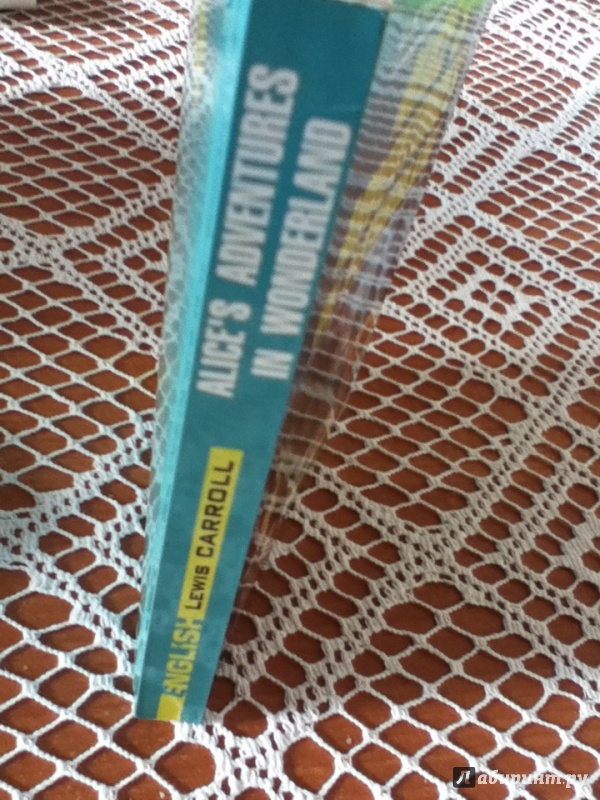 ALICE'S ADVENTURES
IN WONDERLAND
ENGLISH LEWIS CARROLL
Лабиринт.ру